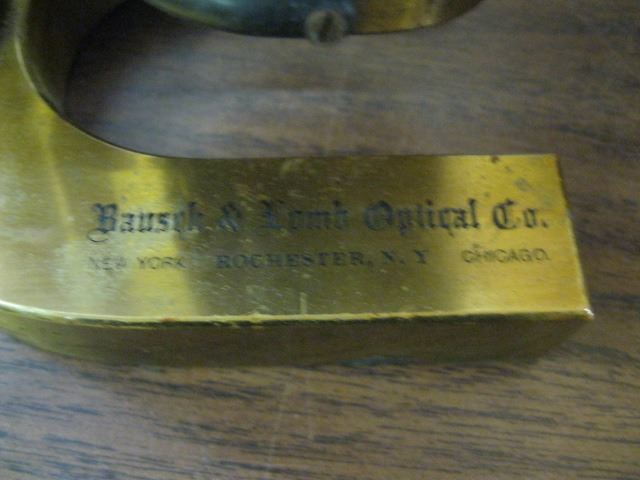 Bausch & Lomb Optical Co.
NEW YORK ROCHESTER, N. Y CHICAGO.